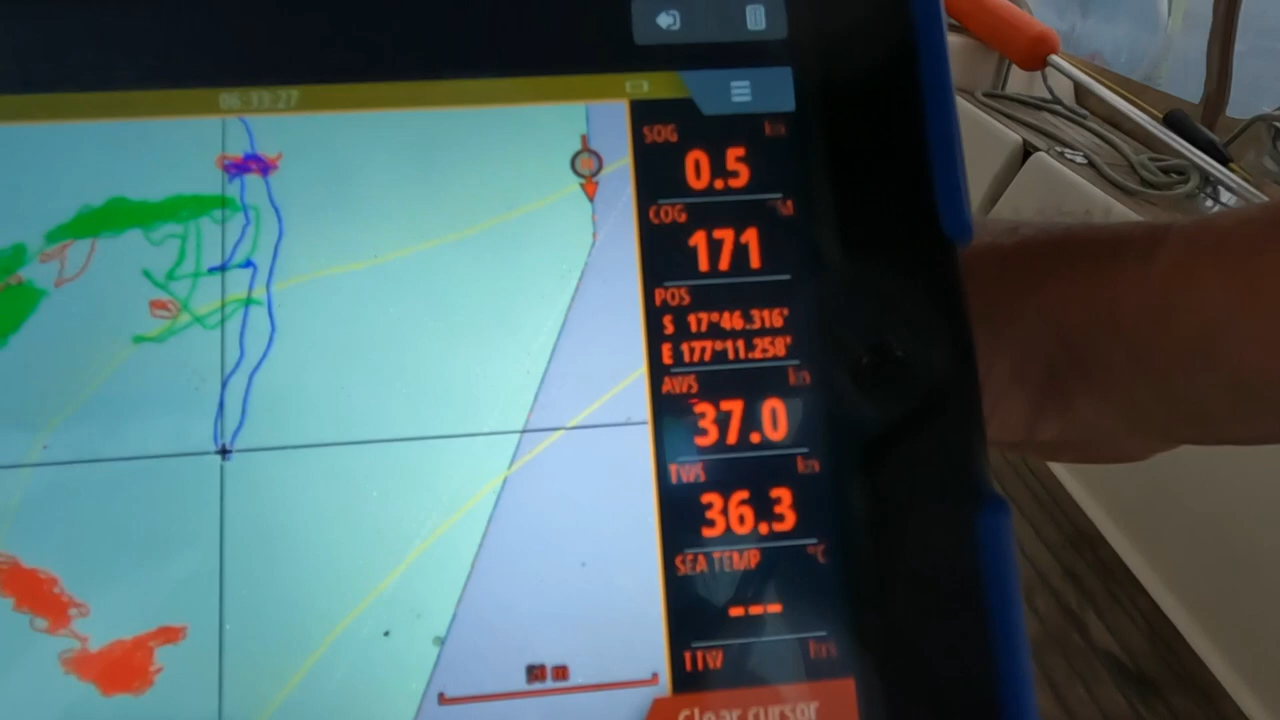 06:33:27
SOG kn
0.5
COG °M
171
POS
S 17°46.316'
E 177°11.258'
AWS kn
37.0
TWS kn
36.3
SEA TEMP °C
---
TTW hrs
50 m
Clear cursor